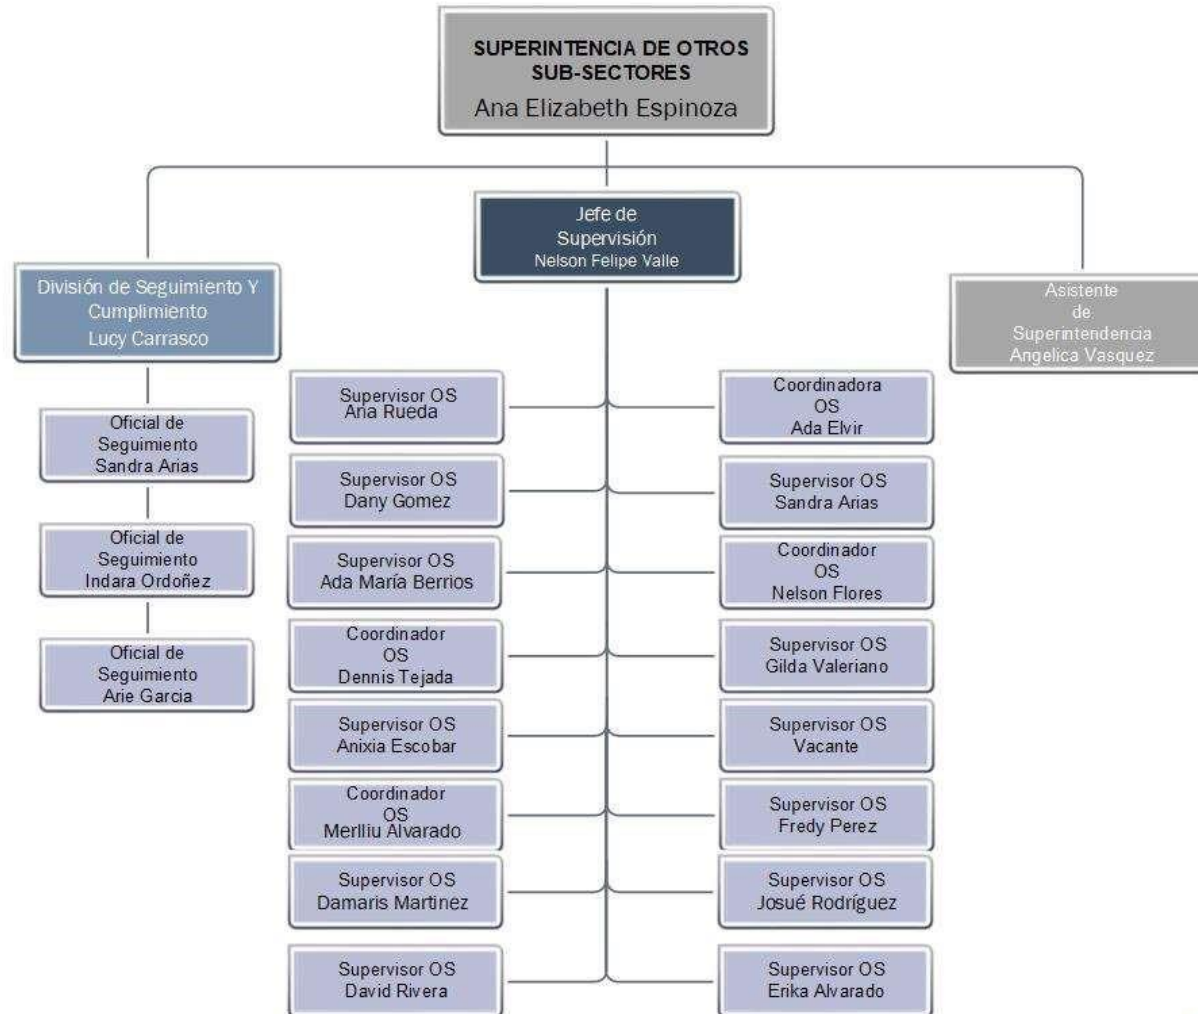 SUPERINTENCIA DE OTROS
SUB-SECTORES
Ana Elizabeth Espinoza
Jefe de
Supervisión
Nelson Felipe Valle
División de Seguimiento Y
Cumplimiento
Lucy Carrasco
Asistente
de
Superintendencia
Angelica Vasquez
Oficial de
Seguimiento
Sandra Arias
Oficial de
Seguimiento
Indara Ordoñez
Oficial de
Seguimiento
Arie Garcia
Supervisor OS
Ana Rueda
Supervisor OS
Dany Gomez
Supervisor OS
Ada María Berrios
Coordinador
OS
Dennis Tejada
Supervisor OS
Anixia Escobar
Coordinador
OS
Merlliu Alvarado
Supervisor OS
Damaris Martinez
Supervisor OS
David Rivera
Coordinadora
OS
Ada Elvir
Supervisor OS
Sandra Arias
Coordinador
OS
Nelson Flores
Supervisor OS
Gilda Valeriano
Supervisor OS
Vacante
Supervisor OS
Fredy Perez
Supervisor OS
Josué Rodríguez
Supervisor OS
Erika Alvarado